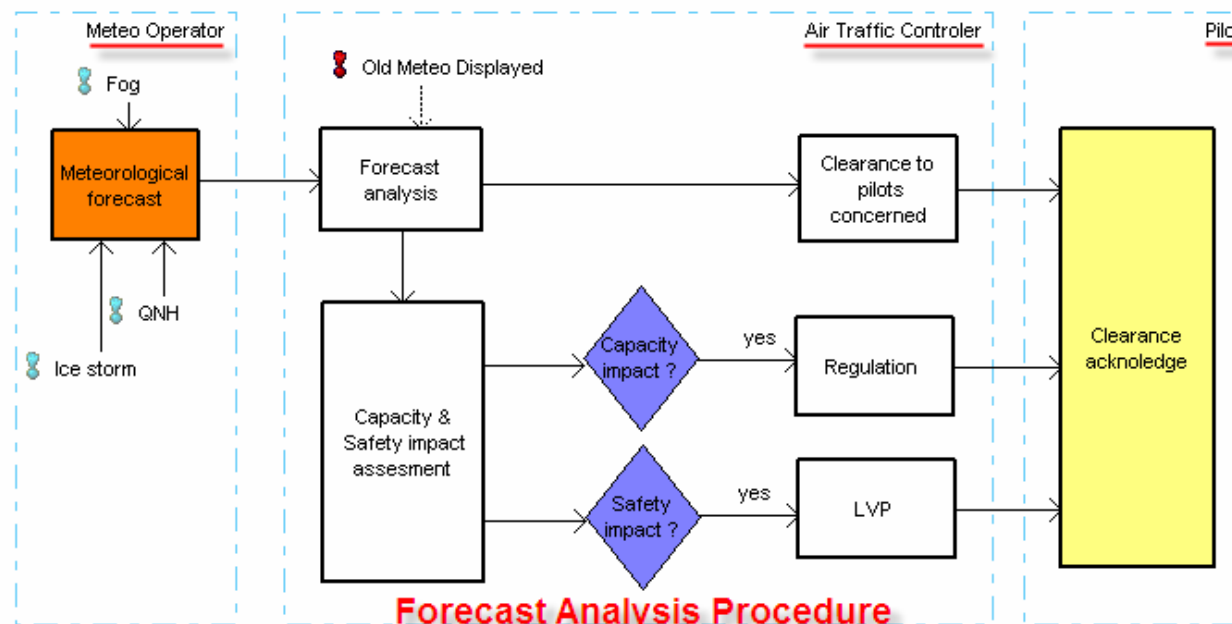 Meteo Operator
Air Traffic Controler
Pilo
Fog
Old Meteo Displayed
Meteorological
forecast
Forecast
analysis
Clearance to
pilots
concerned
QNH
Ice storm
Capacity
impact ?
yes
Regulation
Clearance
acknoledge
Capacity &
Safety impact
assesment
Safety
impact ?
yes
LVP
Forecast Analysis Procedure